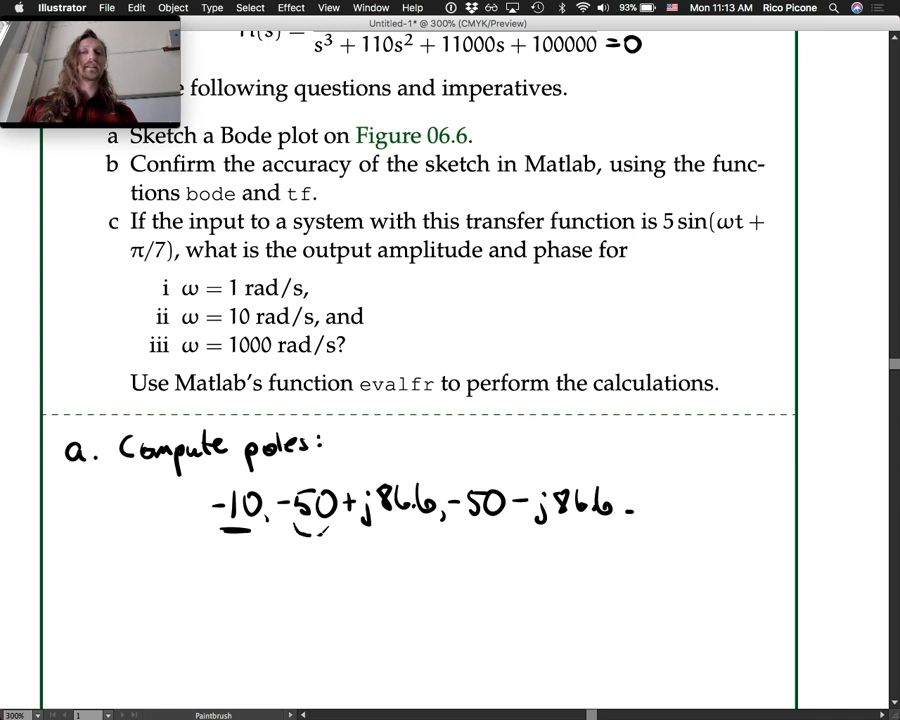 Illustrator File Edit Object Type Select Effect View Window Help 93% Mon 11:13 AM Rico Picone
Untitled-1* @ 300% (CMYK/Preview)
s³ + 110s² + 11000s + 100000 = 0
following questions and imperatives.
a Sketch a Bode plot on Figure 06.6.
b Confirm the accuracy of the sketch in Matlab, using the func-
tions bode and tf.
c If the input to a system with this transfer function is 5 sin(ωt +
π/7), what is the output amplitude and phase for
i ω = 1 rad/s,
ii ω = 10 rad/s, and
iii ω = 1000 rad/s?
Use Matlab's function evalfr to perform the calculations.
a. Compute poles:
-10, -50 + j86.6, -50 - j86.6.
300% 1 Paintbrush